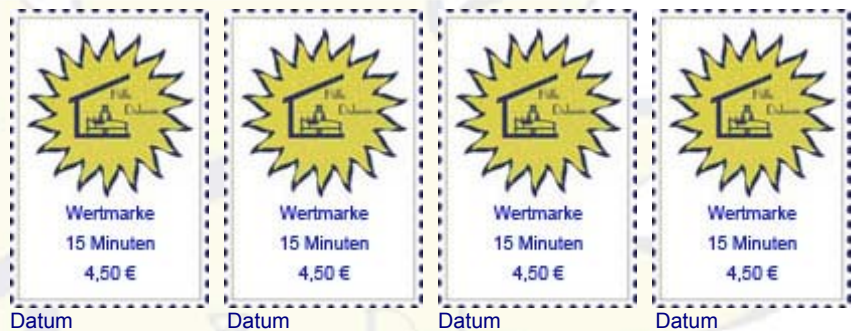 Wertmarke Wertmarke Wertmarke Wertmarke
15 Minuten 15 Minuten 15 Minuten 15 Minuten
4,50 € 4,50 € 4,50 € 4,50 €
Datum Datum Datum Datum